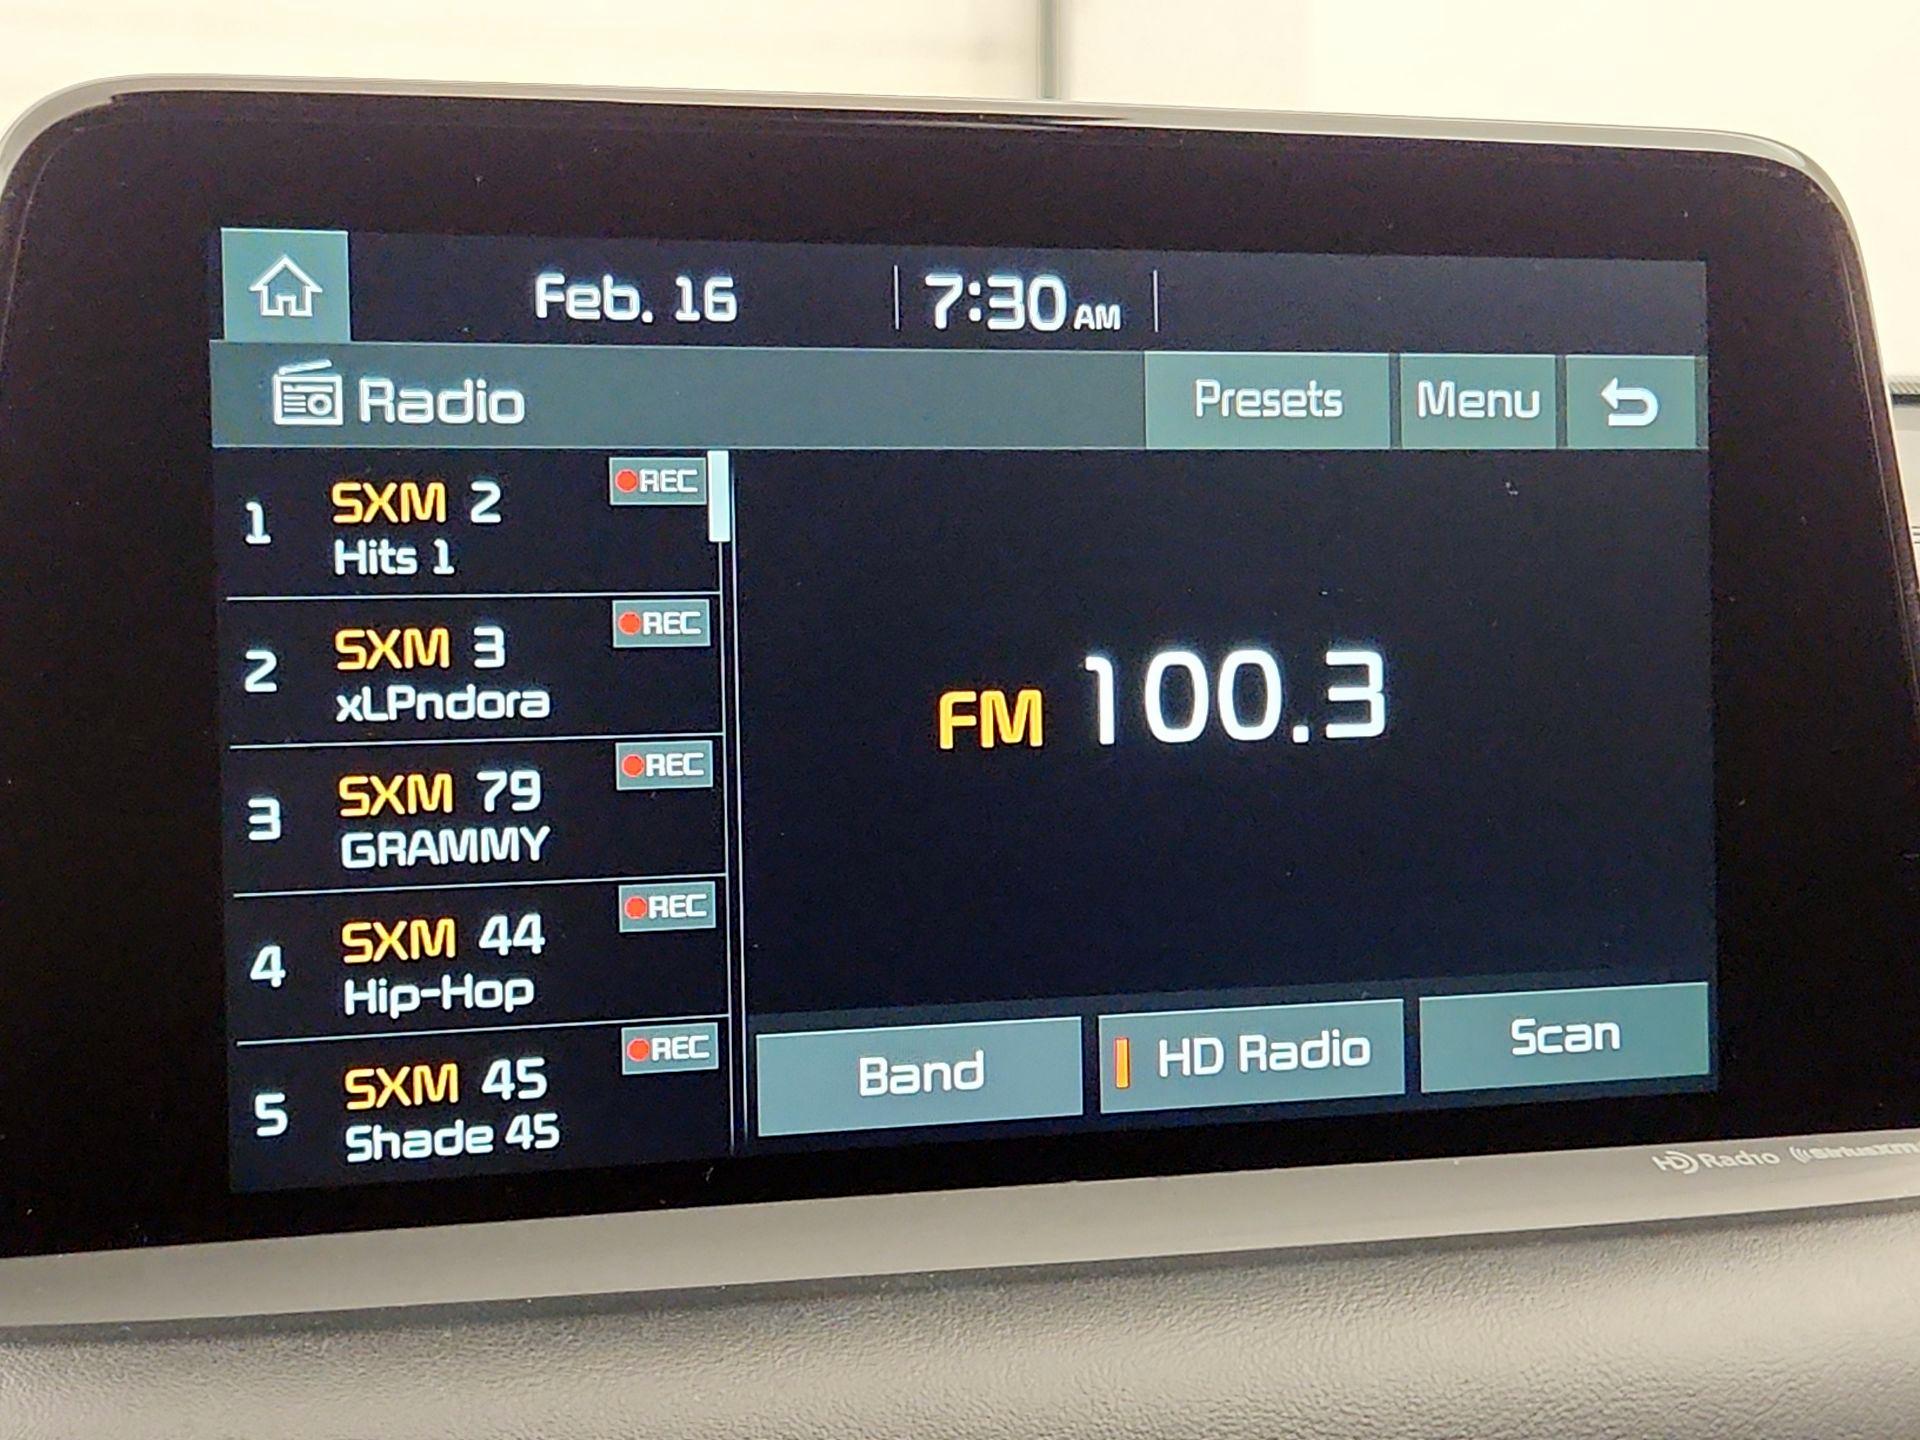 Feb. 16
7:30 AM
Radio
Presets
Menu
1
SXM 2
REC
Hits 1
2
SXM 3
REC
xLPndora
3
SXM 79
REC
GRAMMY
4
SXM 44
REC
Hip-Hop
5
SXM 45
REC
Shade 45
FM 100.3
Band
HD Radio
Scan
HD Radio
SiriusXM